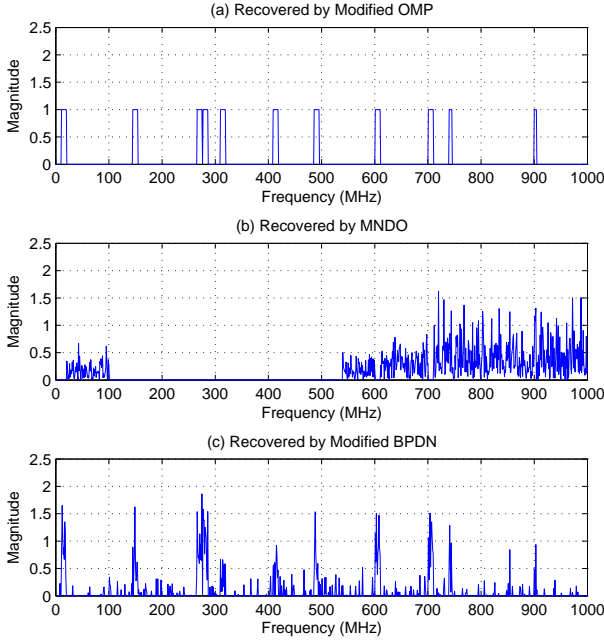 (a) Recovered by Modified OMP
2.5
2
1.5
1
0.5
0
Magnitude
0 100 200 300 400 500 600 700 800 900 1000
Frequency (MHz)
(b) Recovered by MNDO
2.5
2
1.5
1
0.5
0
Magnitude
0 100 200 300 400 500 600 700 800 900 1000
Frequency (MHz)
(c) Recovered by Modified BPDN
2.5
2
1.5
1
0.5
0
Magnitude
0 100 200 300 400 500 600 700 800 900 1000
Frequency (MHz)